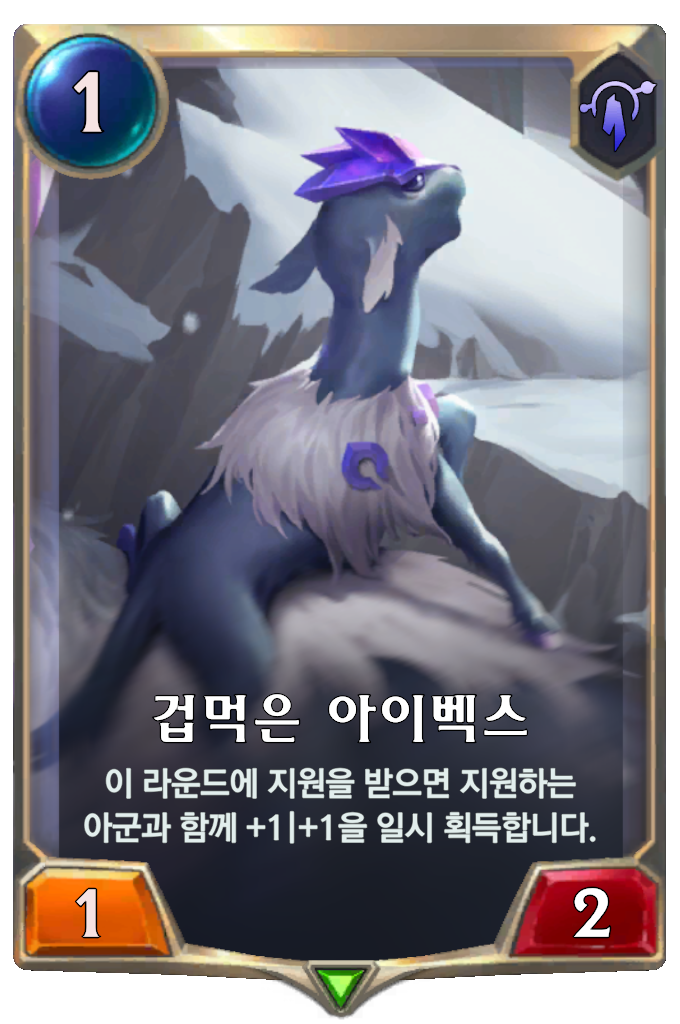 1
겁먹은 아이벡스
이 라운드에 지원을 받으면 지원하는
아군과 함께 +1|+1을 일시 획득합니다.
1
2